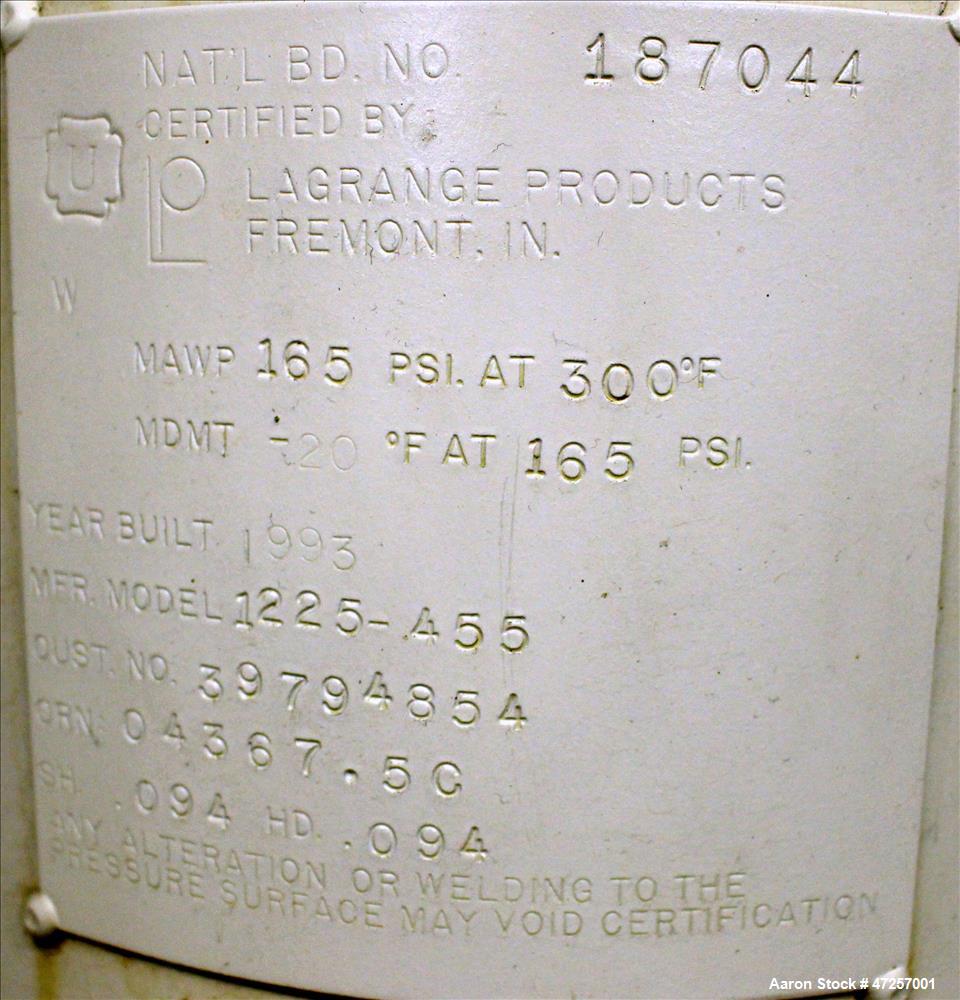 NAT'L BD. NO. 187044
CERTIFIED BY
U
LP LAGRANGE PRODUCTS
FREMONT, IN.
W
MAWP 165 PSI. AT 300°F
MDMT -20 °F AT 165 PSI.
YEAR BUILT 1993
MFR. MODEL 1225-455
CUST. NO. 39794854
CRN: 04367.5C
SH. .094 HD. .094
ANY ALTERATION OR WELDING TO THE
PRESSURE SURFACE MAY VOID CERTIFICATION
Aaron Stock # 47257001